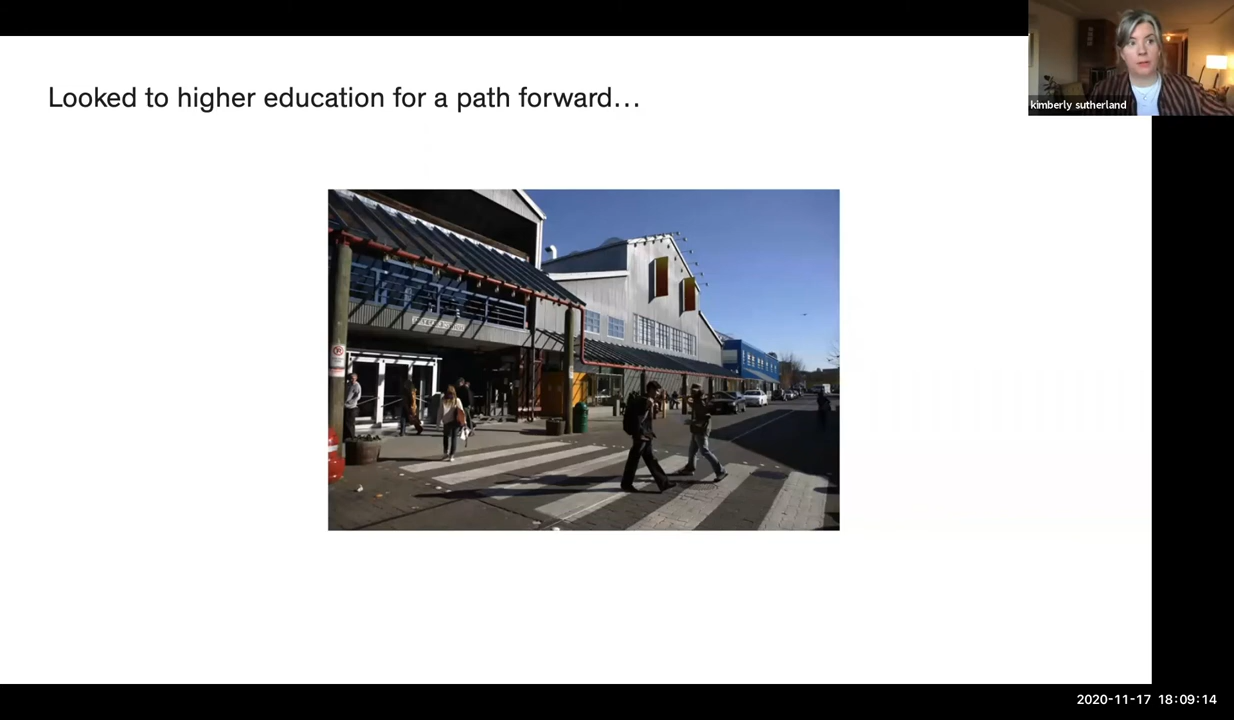 Looked to higher education for a path forward...
kimberly sutherland
2020-11-17 18:09:14